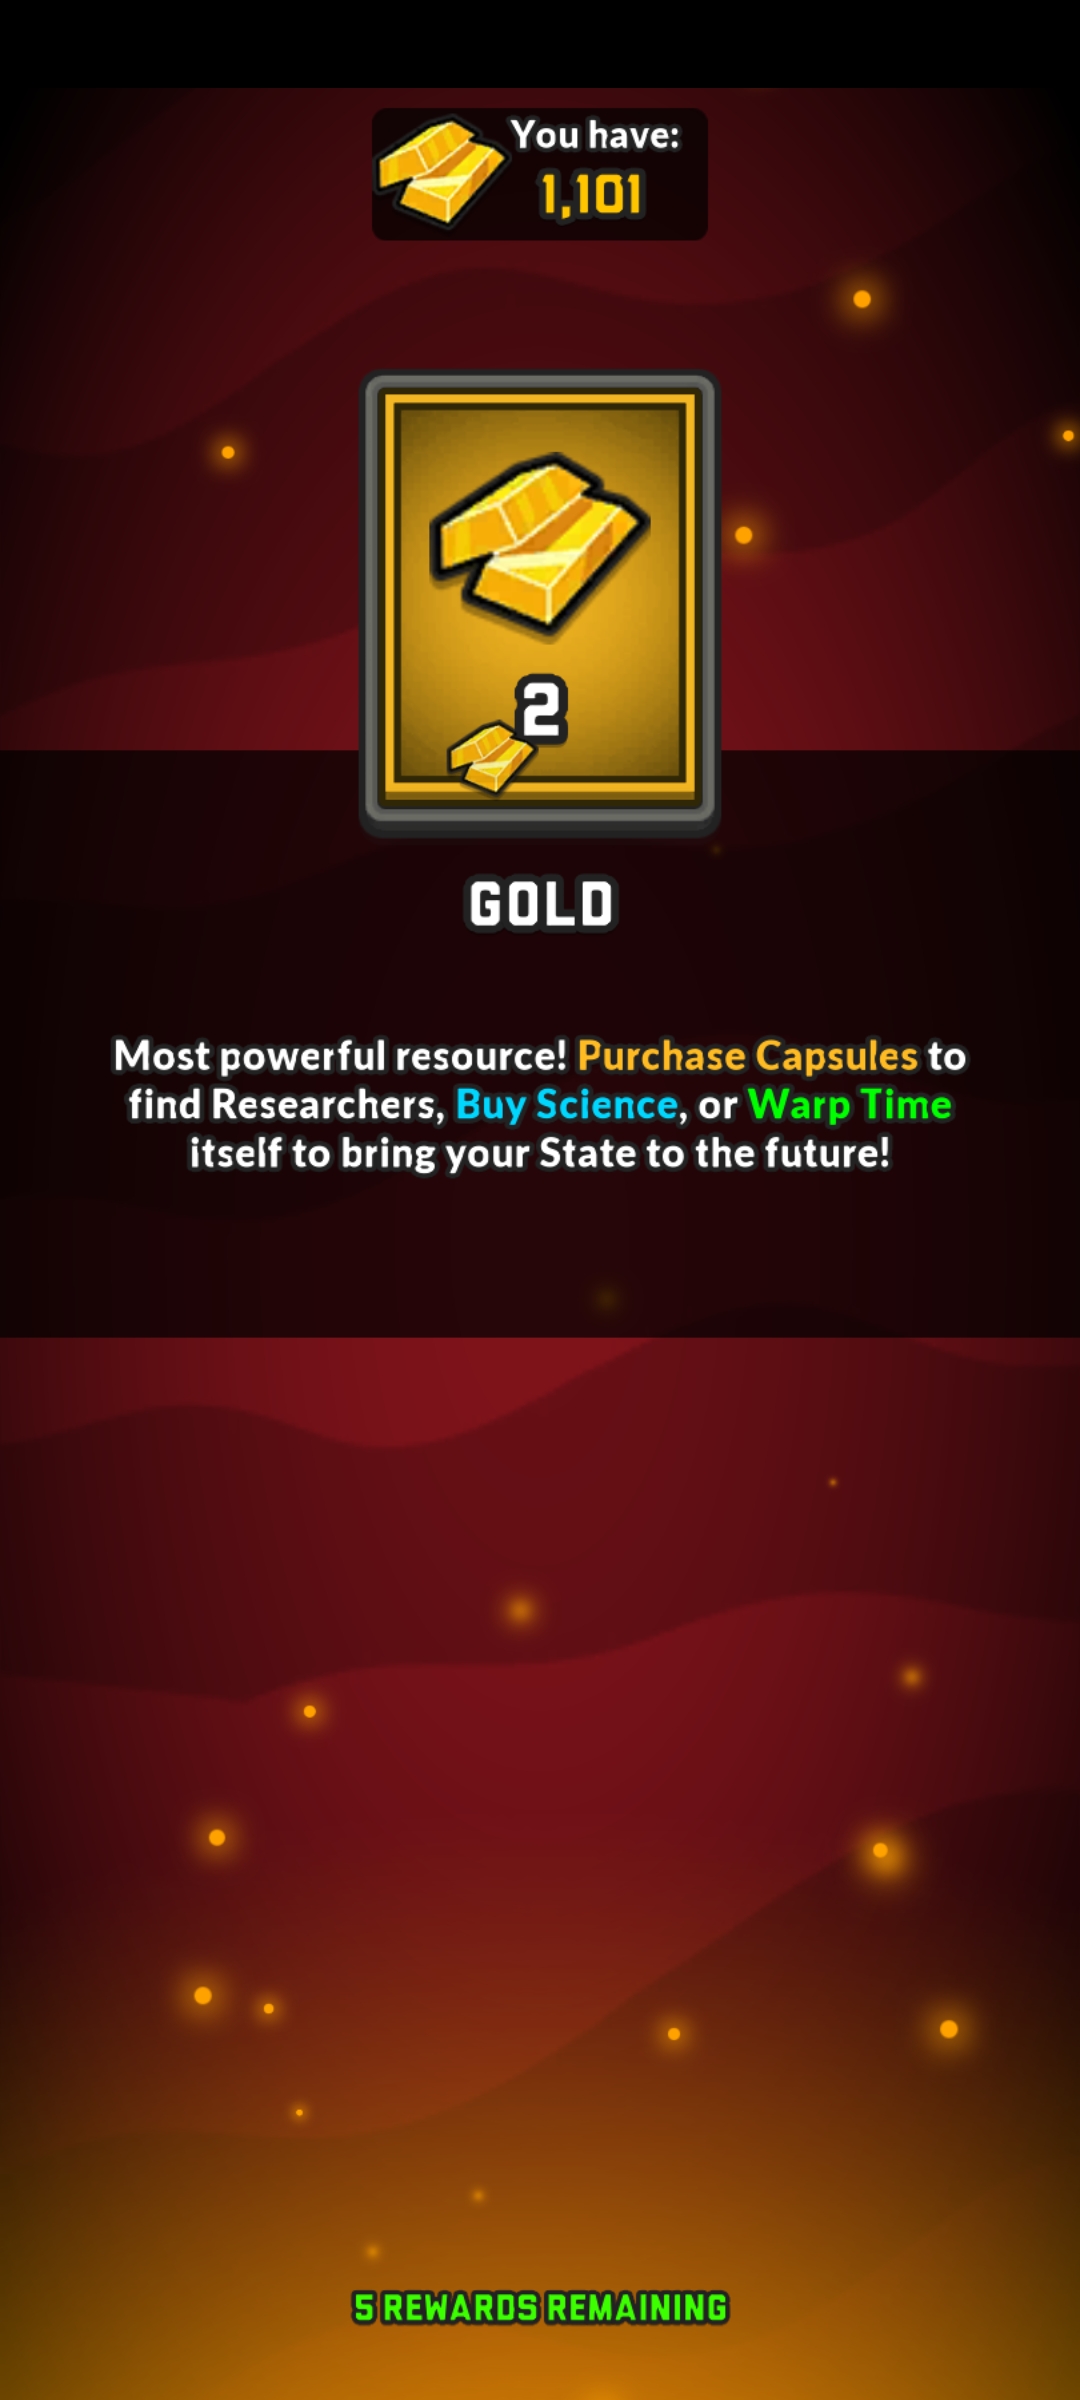 You have:
1,101
2
GOLD
Most powerful resource! Purchase Capsules to
find Researchers, Buy Science, or Warp Time
itself to bring your State to the future!
5 REWARDS REMAINING